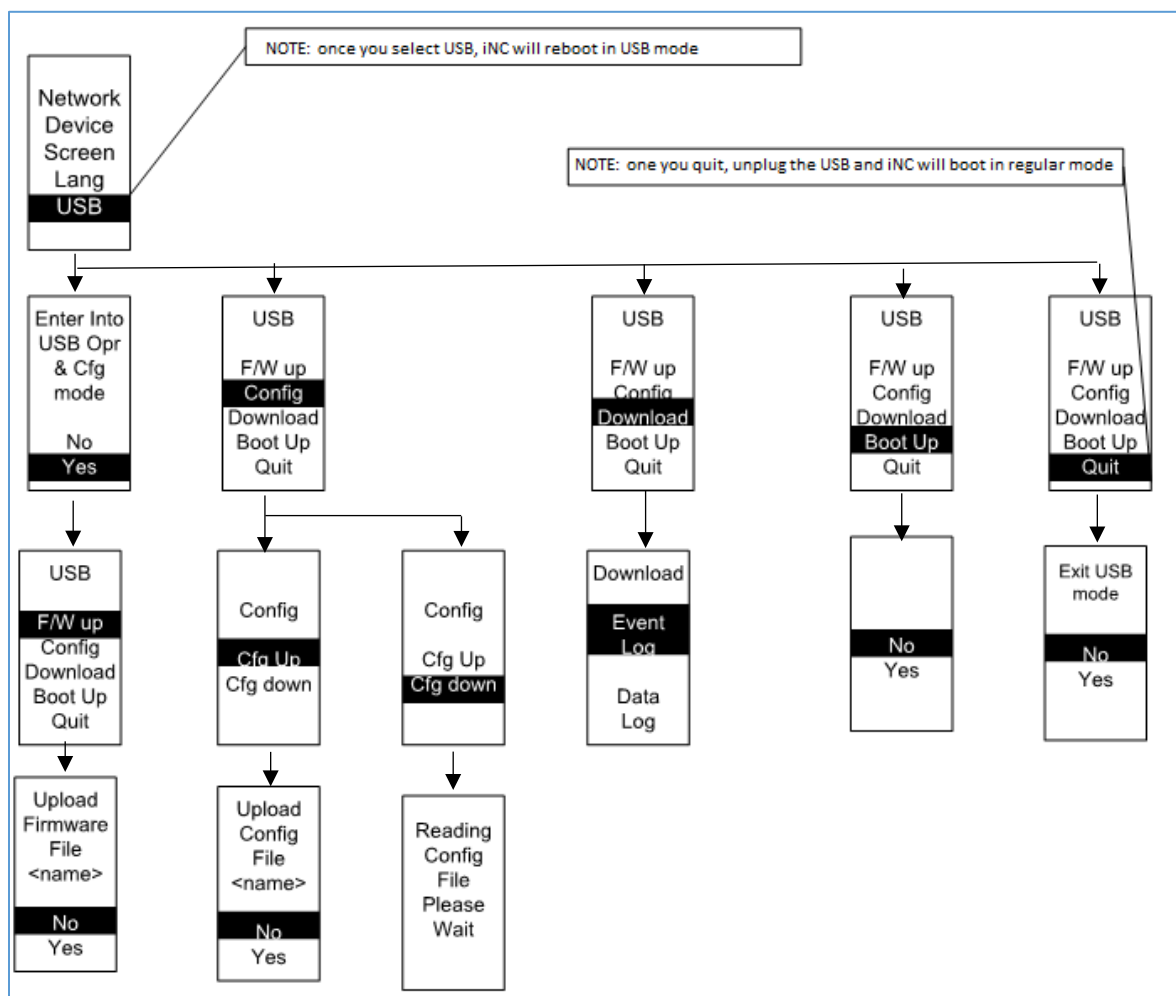 NOTE: once you select USB, iNC will reboot in USB mode
Network
Device
Screen
Lang
USB
NOTE: one you quit, unplug the USB and iNC will boot in regular mode
Enter Into
USB Opr
& Cfg
mode
No
Yes
USB
F/W up
Config
Download
Boot Up
Quit
USB
F/W up
Config
Download
Boot Up
Quit
USB
F/W up
Config
Download
Boot Up
Quit
USB
F/W up
Config
Download
Boot Up
Quit
USB
F/W up
Config
Download
Boot Up
Quit
Config
Cfg Up
Cfg down
Config
Cfg Up
Cfg down
Download
Event
Log
Data
Log
No
Yes
Exit USB
mode
No
Yes
Upload
Firmware
File
<name>
No
Yes
Upload
Config
File
<name>
No
Yes
Reading
Config
File
Please
Wait